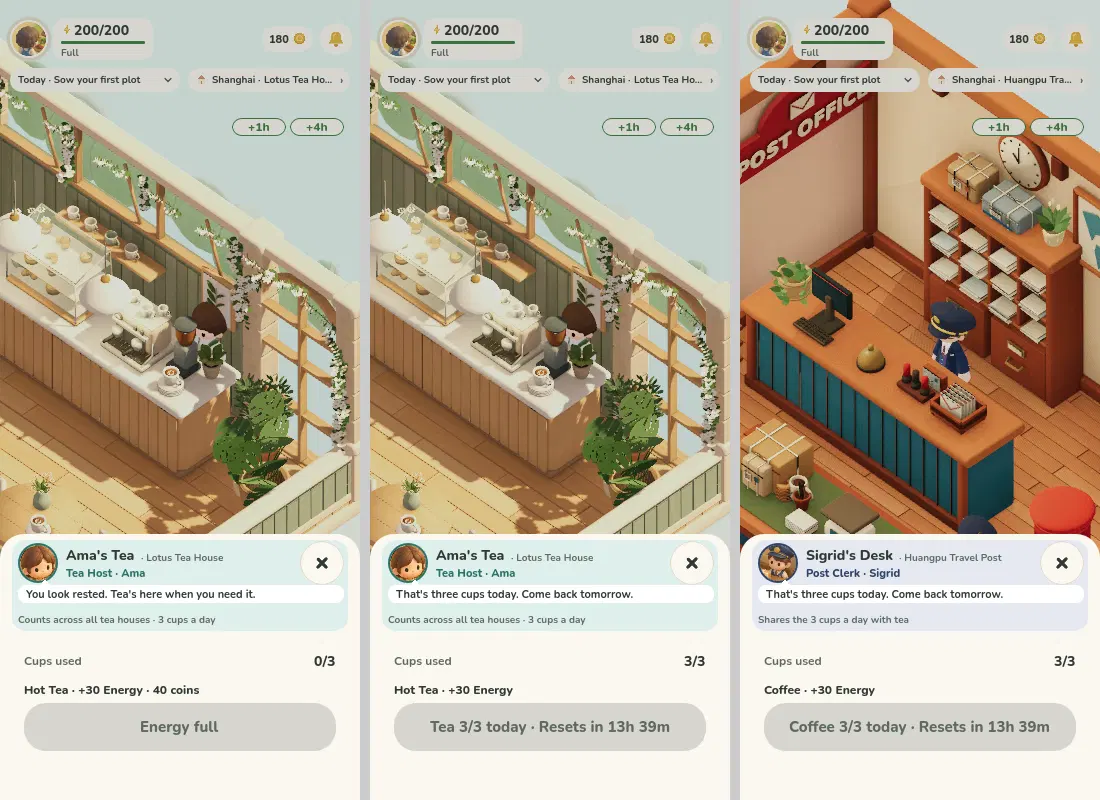 200/200
Full
180
Today · Sow your first plot
Shanghai · Lotus Tea Ho...
+1h
+4h
Ama's Tea · Lotus Tea House
Tea Host · Ama
You look rested. Tea's here when you need it.
Counts across all tea houses · 3 cups a day
Cups used 0/3
Hot Tea · +30 Energy · 40 coins
Energy full
200/200
Full
180
Today · Sow your first plot
Shanghai · Lotus Tea Ho...
+1h
+4h
Ama's Tea · Lotus Tea House
Tea Host · Ama
That's three cups today. Come back tomorrow.
Counts across all tea houses · 3 cups a day
Cups used 3/3
Hot Tea · +30 Energy
Tea 3/3 today · Resets in 13h 39m
200/200
Full
180
Today · Sow your first plot
Shanghai · Huangpu Tra...
POST OFFICE
+1h
+4h
Sigrid's Desk · Huangpu Travel Post
Post Clerk · Sigrid
That's three cups today. Come back tomorrow.
Shares the 3 cups a day with tea
Cups used 3/3
Coffee · +30 Energy
Coffee 3/3 today · Resets in 13h 39m